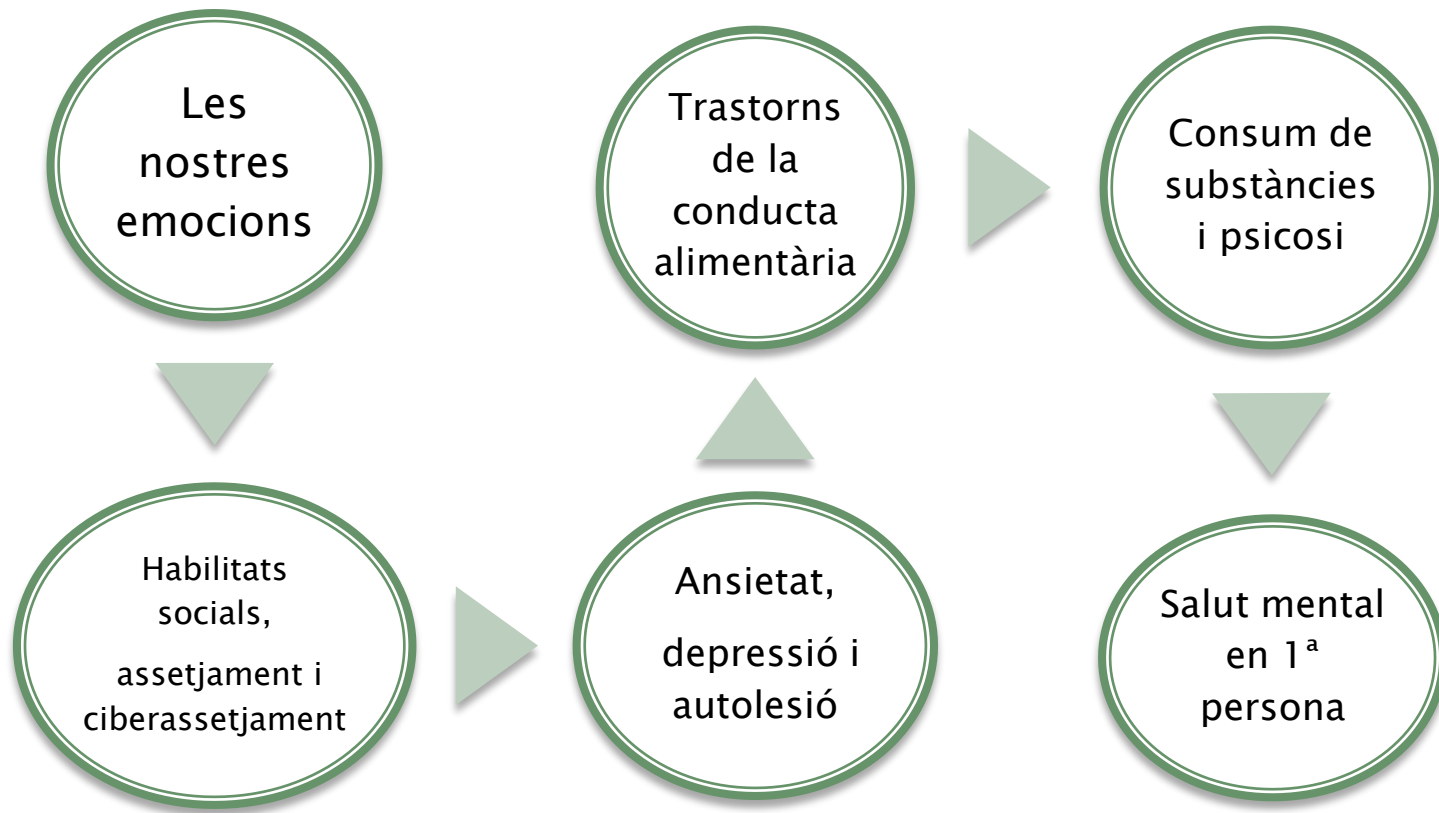 Les
nostres
emocions
Habilitats
socials,
assetjament i
ciberassetjament
Ansietat,
depressió i
autolesió
Trastorns
de la
conducta
alimentària
Consum de
substàncies
i psicosi
Salut mental
en 1ª
persona